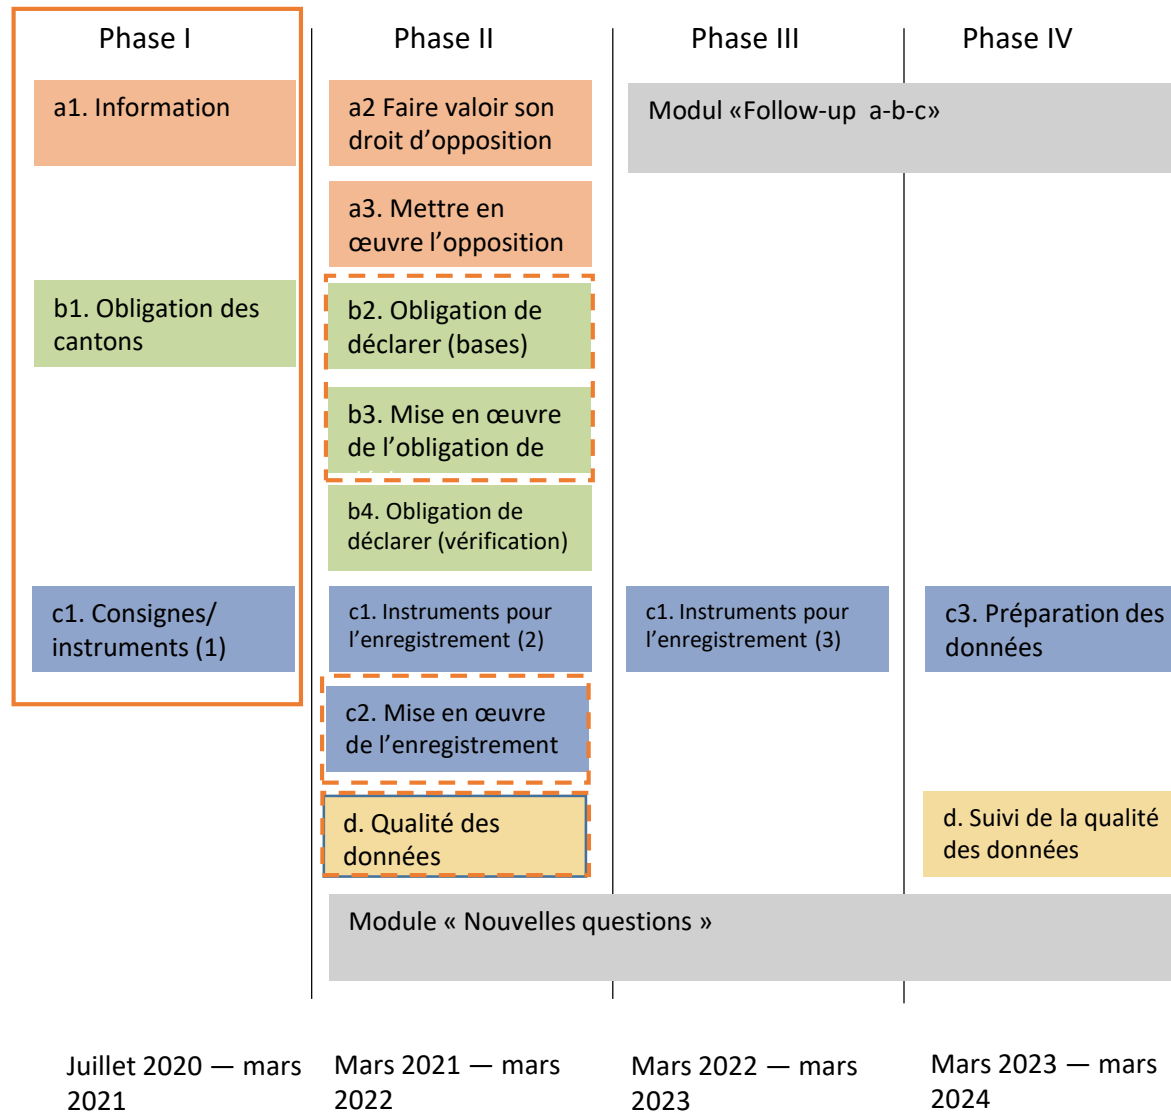 Phase I
Phase II
Phase III
Phase IV
a1. Information
a2 Faire valoir son
droit d’opposition
Modul «Follow-up a-b-c»
a3. Mettre en
œuvre l’opposition
b1. Obligation des
cantons
b2. Obligation de
déclarer (bases)
b3. Mise en œuvre
de l’obligation de
b4. Obligation de
déclarer (vérification)
c1. Consignes/
instruments (1)
c1. Instruments pour
l’enregistrement (2)
c1. Instruments pour
l’enregistrement (3)
c3. Préparation des
données
c2. Mise en œuvre
de l’enregistrement
d. Qualité des
données
d. Suivi de la qualité
des données
Module « Nouvelles questions »
Juillet 2020 — mars
2021
Mars 2021 — mars
2022
Mars 2022 — mars
2023
Mars 2023 — mars
2024